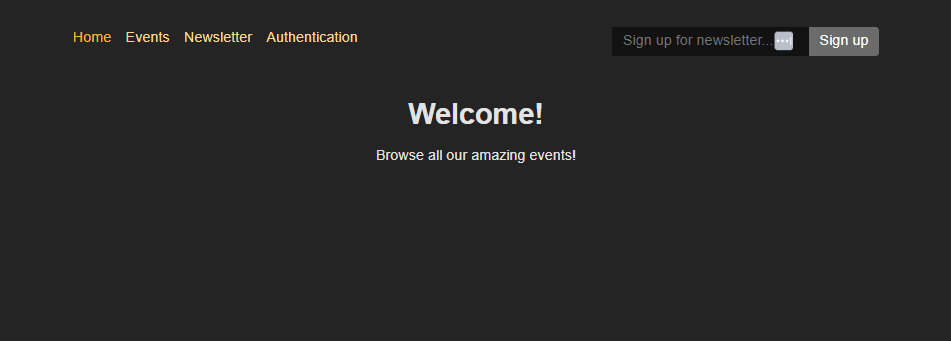 Home Events Newsletter Authentication Sign up for newsletter... Sign up
Welcome!
Browse all our amazing events!